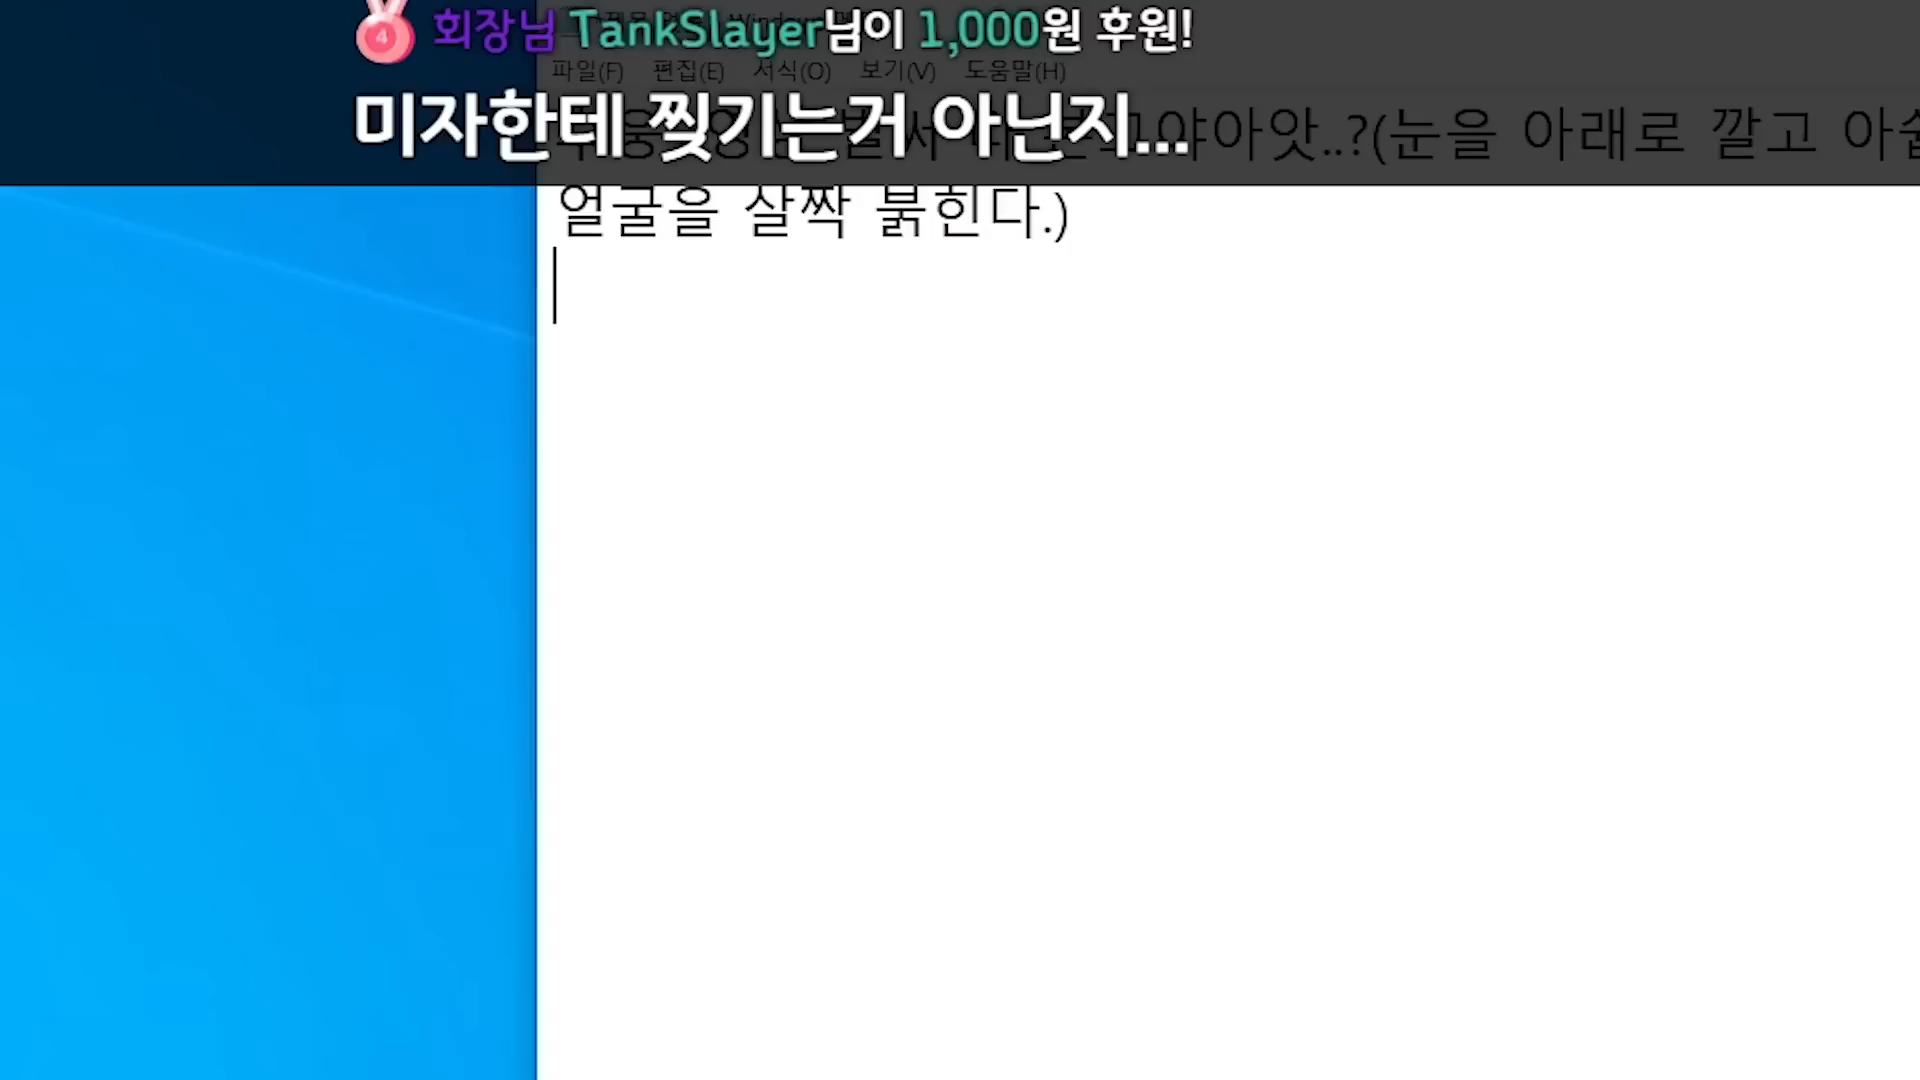 4
회장님 TankSlayer님이 1,000원 후원!
파일(F) 편집(E) 서식(O) 보기(V) 도움말(H)
미자한테 찢기는거 아닌지...
야아앗..?(눈을 아래로 깔고 아쉽
얼굴을 살짝 붉힌다.)